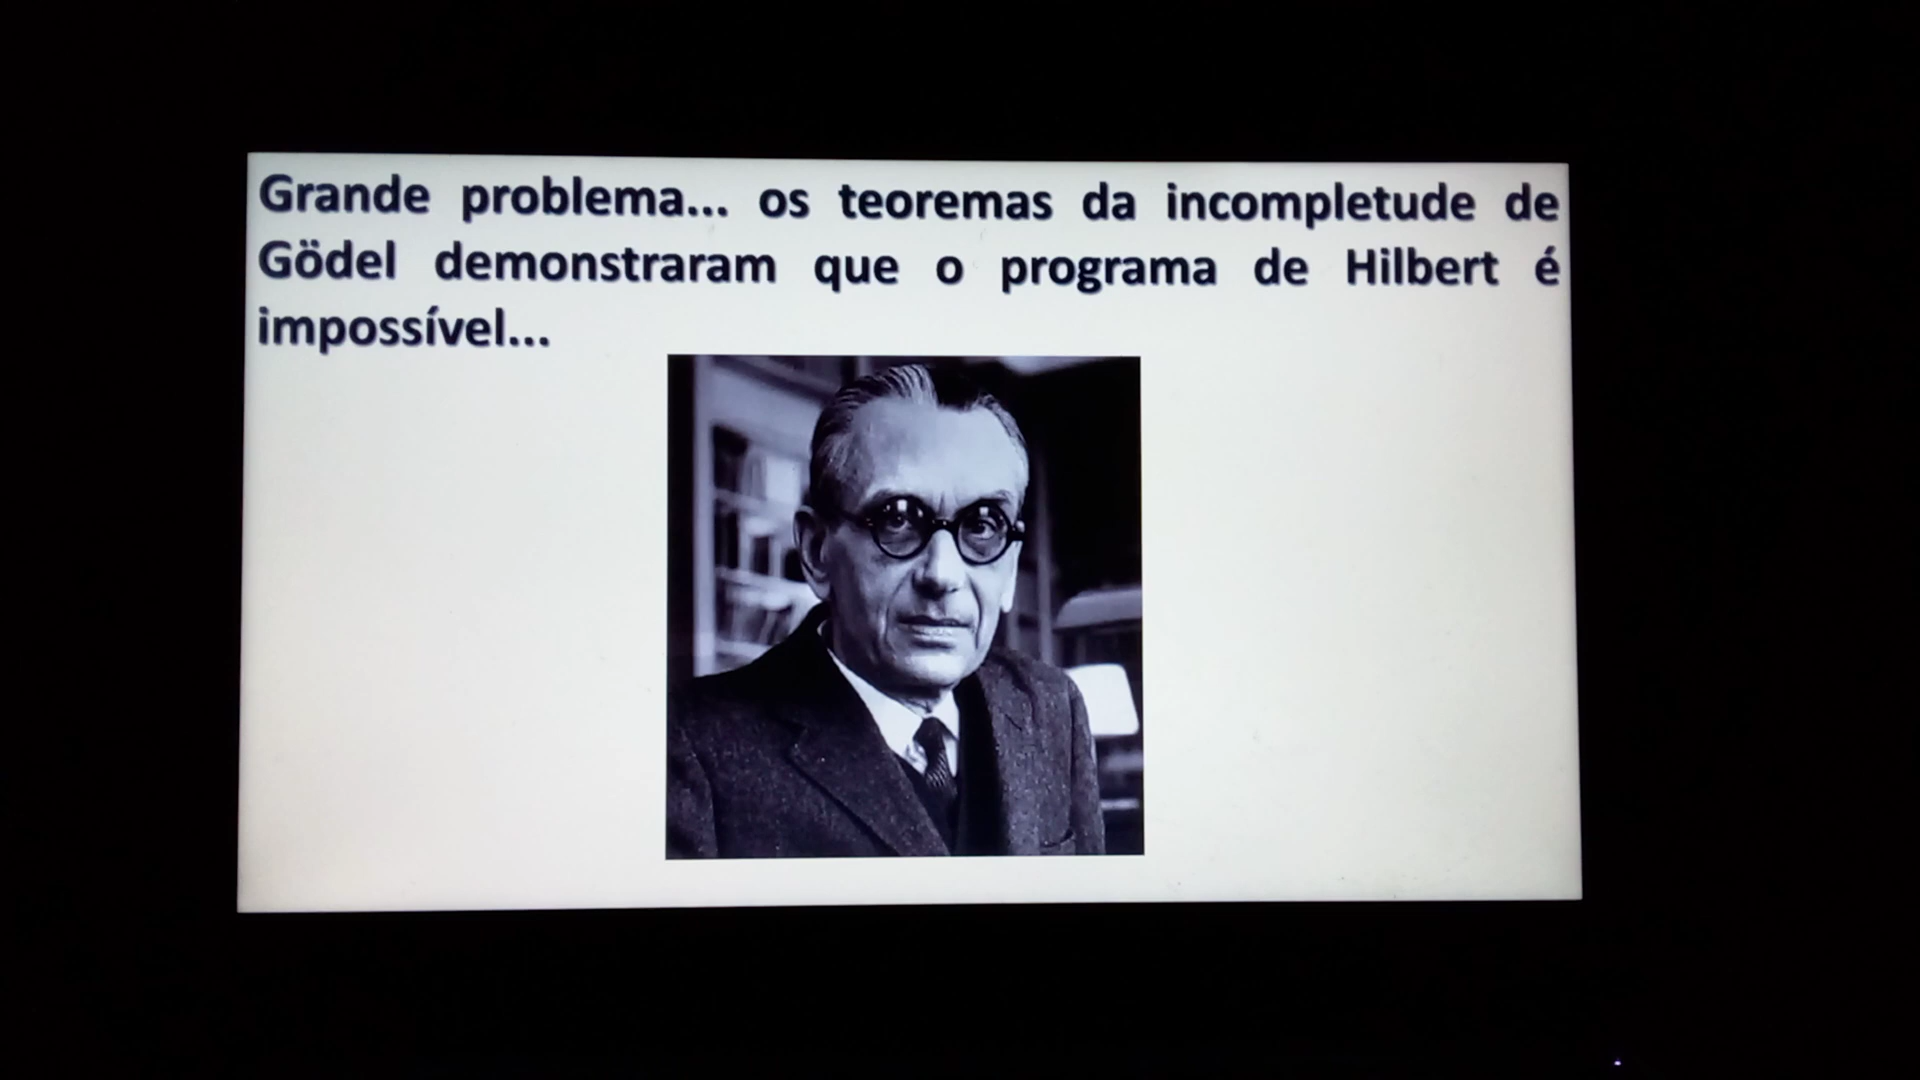 Grande problema... os teoremas da incompletude de
Gödel demonstraram que o programa de Hilbert é
impossível...